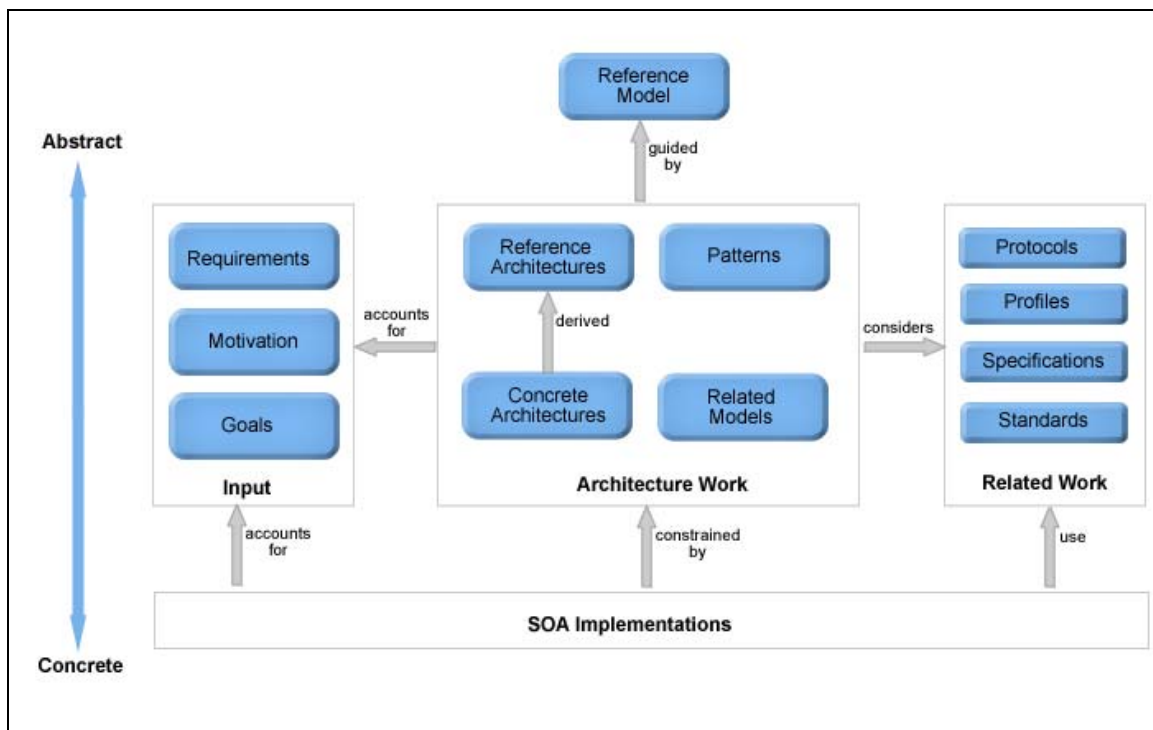 Reference
Model
Abstract
guided
by
Requirements
Motivation
Goals
Input
accounts
for
Reference
Architectures
Patterns
derived
Concrete
Architectures
Related
Models
Architecture Work
considers
Protocols
Profiles
Specifications
Standards
Related Work
accounts
for
constrained
by
use
SOA Implementations
Concrete